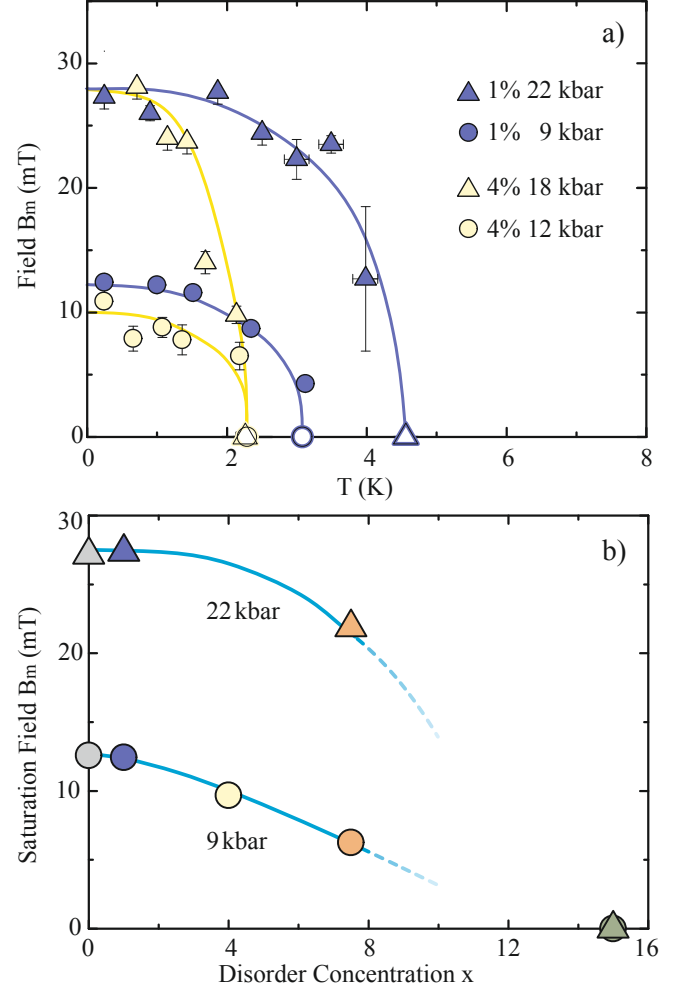 a)
30
20
10
0
Field Bm (mT)
1% 22 kbar
1% 9 kbar
4% 18 kbar
4% 12 kbar
0 2 4 6 8
T (K)
b)
30
20
10
0
Saturation Field Bm (mT)
22 kbar
9 kbar
0 4 8 12 16
Disorder Concentration x